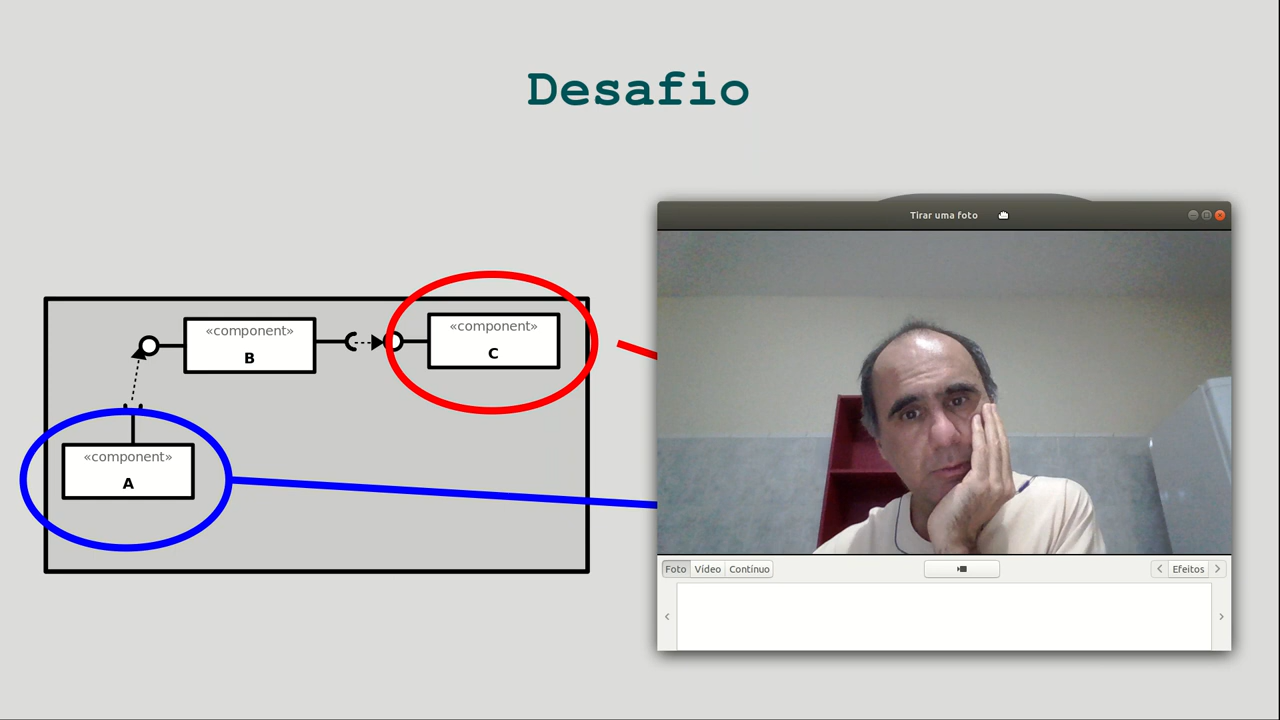 Desafio
Tirar uma foto
«component»
B
«component»
C
«component»
A
Foto Vídeo Contínuo
Efeitos